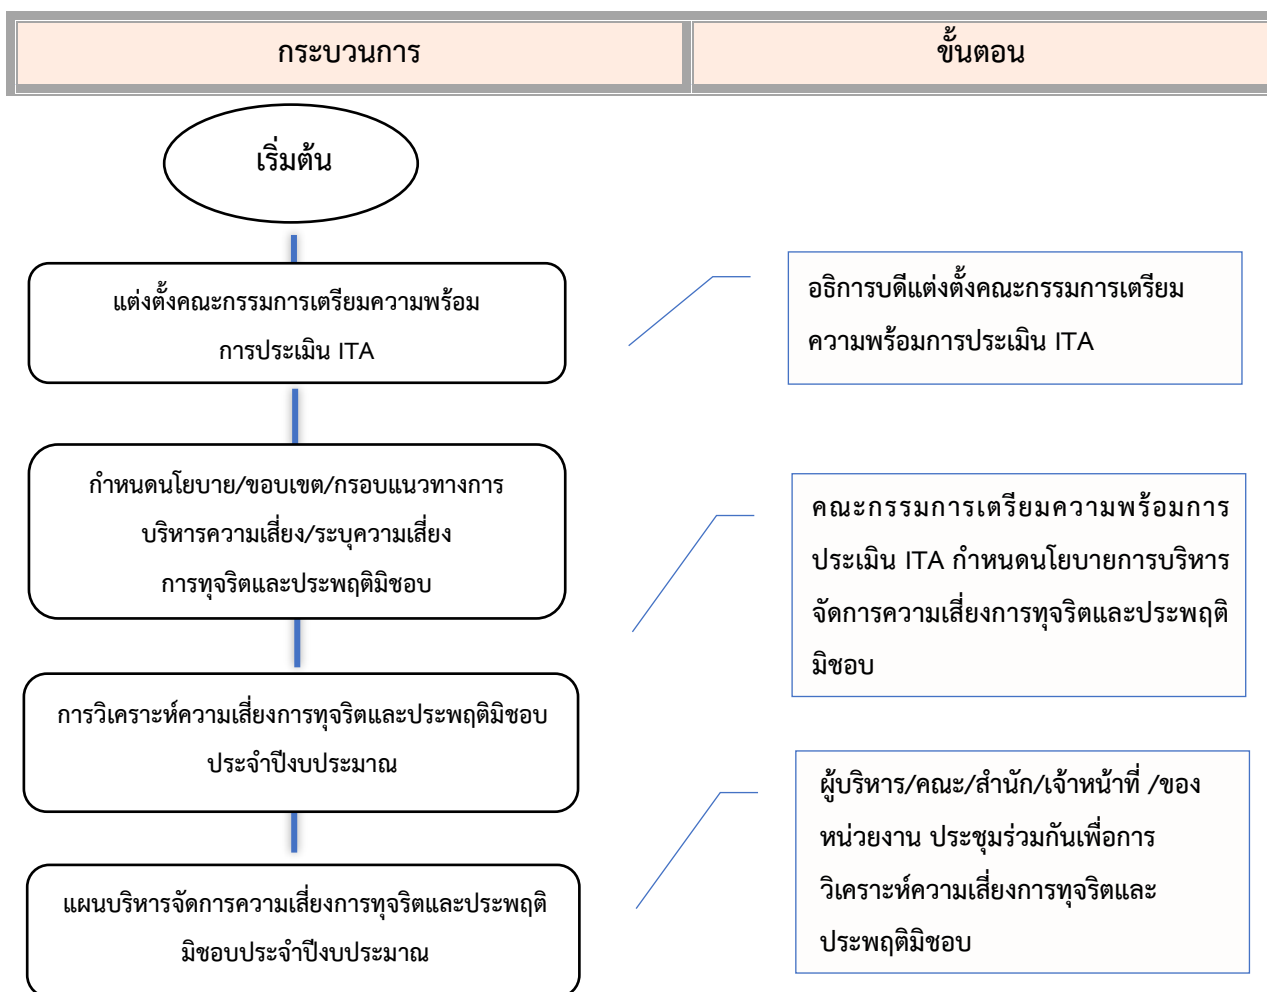 กระบวนการ
ขั้นตอน
เริ่มต้น
แต่งตั้งคณะกรรมการเตรียมความพร้อม
การประเมิน ITA
อธิการบดีแต่งตั้งคณะกรรมการเตรียม
ความพร้อมการประเมิน ITA
กำหนดนโยบาย/ขอบเขต/กรอบแนวทางการ
บริหารความเสี่ยง/ระบุความเสี่ยง
การทุจริตและประพฤติมิชอบ
คณะกรรมการเตรียมความพร้อมการ
ประเมิน ITA กำหนดนโยบายการบริหาร
จัดการความเสี่ยงการทุจริตและประพฤติ
มิชอบ
การวิเคราะห์ความเสี่ยงการทุจริตและประพฤติมิชอบ
ประจำปีงบประมาณ
ผู้บริหาร/คณะ/สำนัก/เจ้าหน้าที่ /ของ
หน่วยงาน ประชุมร่วมกันเพื่อการ
วิเคราะห์ความเสี่ยงการทุจริตและ
ประพฤติมิชอบ
แผนบริหารจัดการความเสี่ยงการทุจริตและประพฤติ
มิชอบประจำปีงบประมาณ